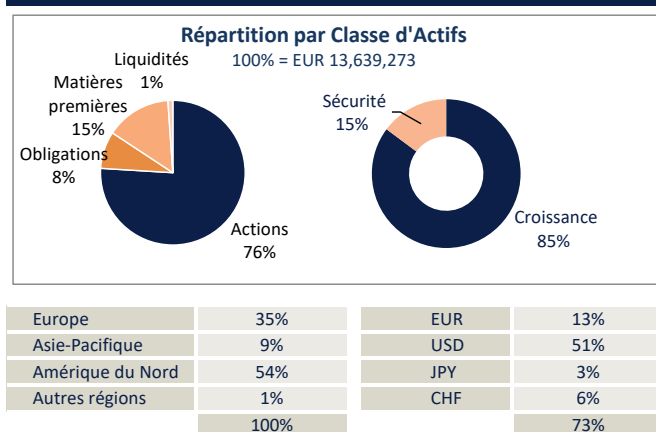 Répartition par Classe d'Actifs
100% = EUR 13,639,273
Liquidités
1%
Matières
premières
15%
Obligations
8%
Actions
76%
Sécurité
15%
Croissance
85%
Europe 35% EUR 13%
Asie-Pacifique 9% USD 51%
Amérique du Nord 54% JPY 3%
Autres régions 1% CHF 6%
100% 73%